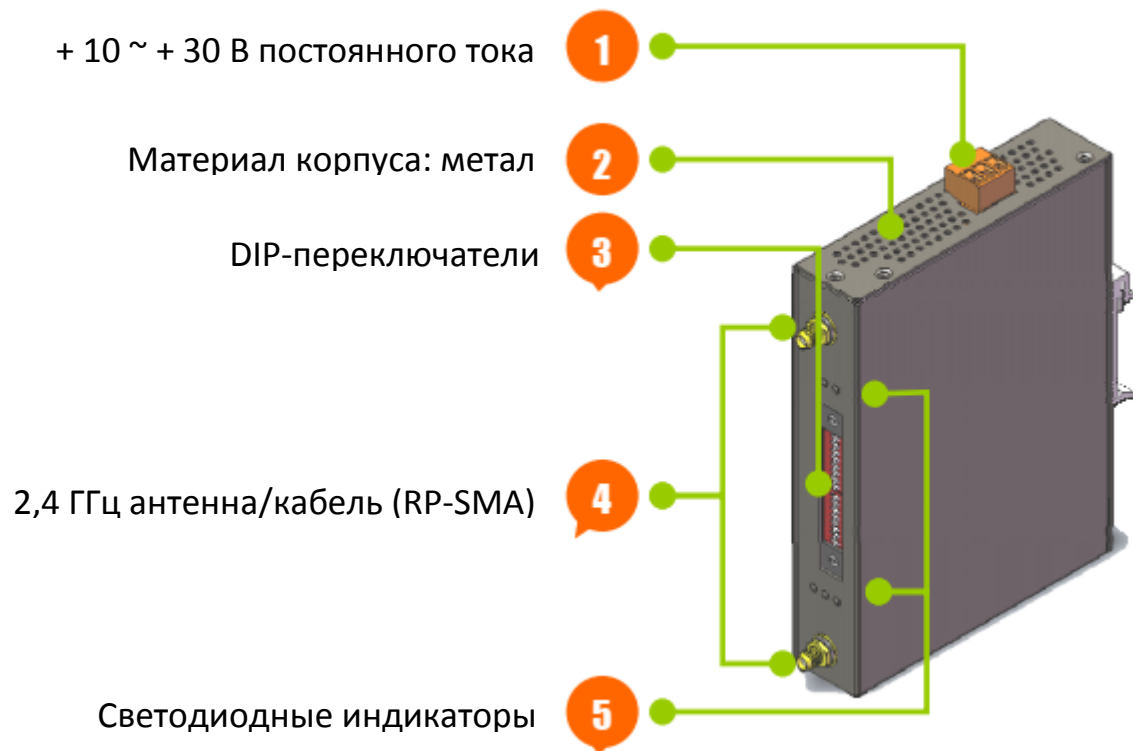 + 10 ~ + 30 В постоянного тока
1
Материал корпуса: метал
2
DIP-переключатели
3
2,4 ГГц антенна/кабель (RP-SMA)
4
Светодиодные индикаторы
5